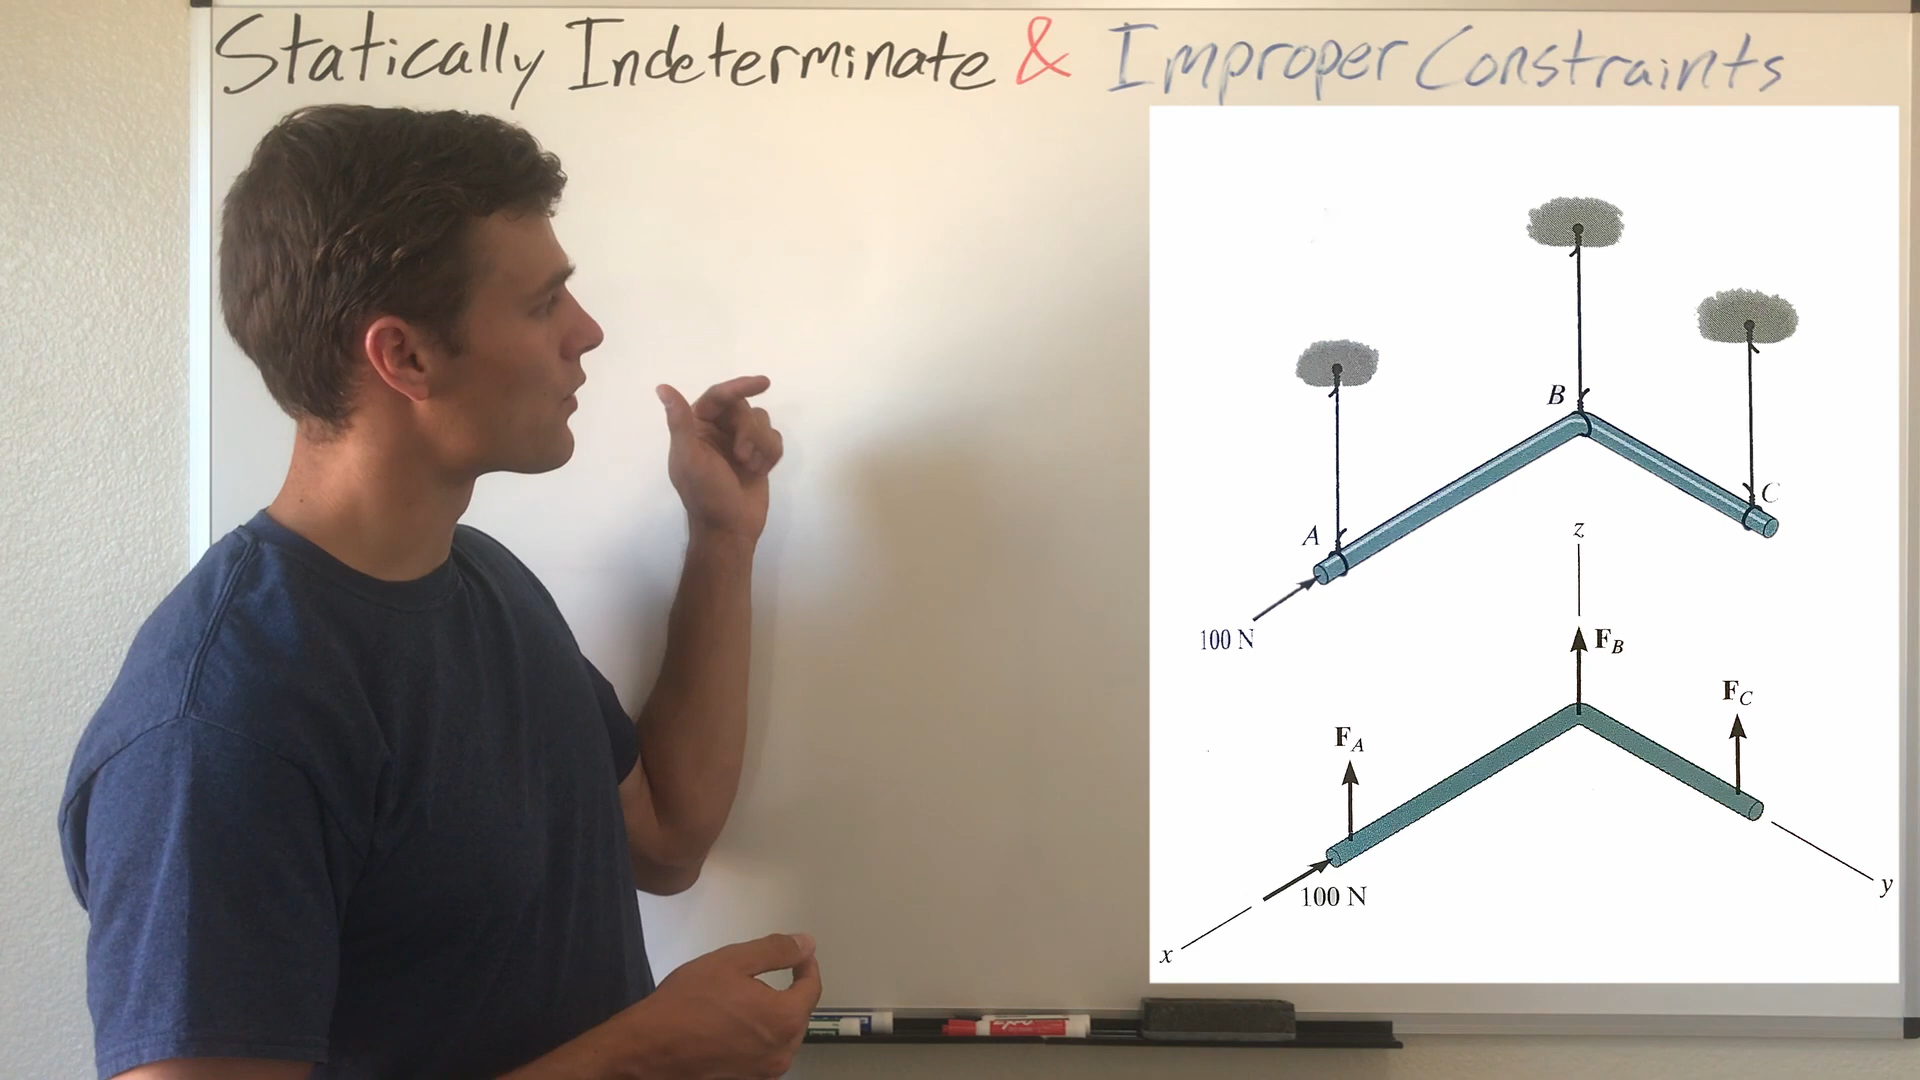 Statically Indeterminate & Improper Constraints
B
C
A
100 N
z
F_B
F_C
F_A
100 N
y
x